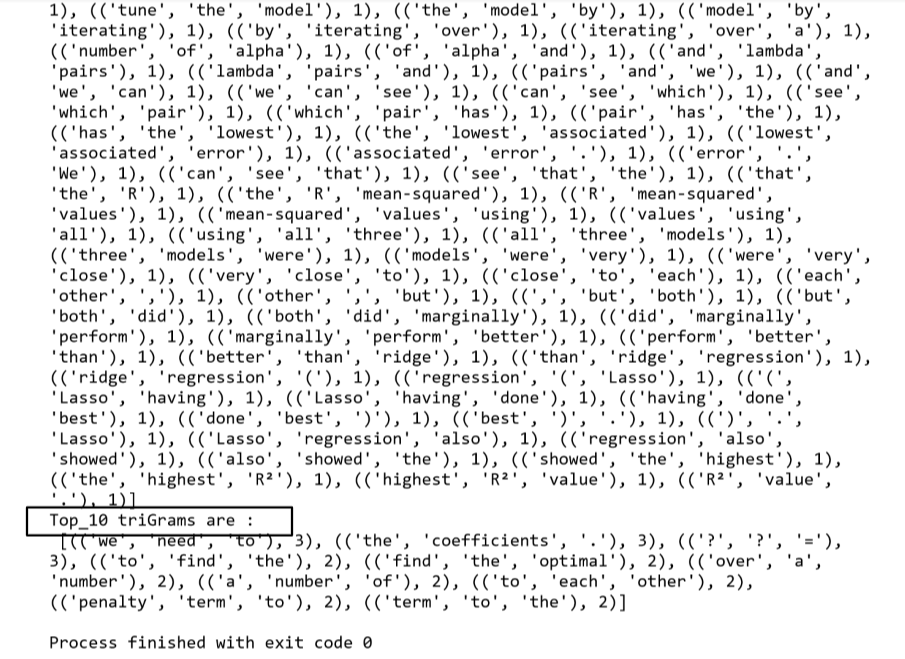 1), (('tune', 'the', 'model'), 1), (('the', 'model', 'by'), 1), (('model', 'by',
'iterating'), 1), (('by', 'iterating', 'over'), 1), (('iterating', 'over', 'a'), 1),
(('number', 'of', 'alpha'), 1), (('of', 'alpha', 'and'), 1), (('and', 'lambda',
'pairs'), 1), (('lambda', 'pairs', 'and'), 1), (('pairs', 'and', 'we'), 1), (('and',
'we', 'can'), 1), (('we', 'can', 'see'), 1), (('can', 'see', 'which'), 1), (('see',
'which', 'pair'), 1), (('which', 'pair', 'has'), 1), (('pair', 'has', 'the'), 1),
(('has', 'the', 'lowest'), 1), (('the', 'lowest', 'associated'), 1), (('lowest',
'associated', 'error'), 1), (('associated', 'error', '.'), 1), (('error', '.',
'We'), 1), (('can', 'see', 'that'), 1), (('see', 'that', 'the'), 1), (('that',
'the', 'R'), 1), (('the', 'R', 'mean-squared'), 1), (('R', 'mean-squared',
'values'), 1), (('mean-squared', 'values', 'using'), 1), (('values', 'using',
'all'), 1), (('using', 'all', 'three'), 1), (('all', 'three', 'models'), 1),
(('three', 'models', 'were'), 1), (('models', 'were', 'very'), 1), (('were', 'very',
'close'), 1), (('very', 'close', 'to'), 1), (('close', 'to', 'each'), 1), (('each',
'other', ','), 1), (('other', ',', 'but'), 1), ((',', 'but', 'both'), 1), (('but',
'both', 'did'), 1), (('both', 'did', 'marginally'), 1), (('did', 'marginally',
'perform'), 1), (('marginally', 'perform', 'better'), 1), (('perform', 'better',
'than'), 1), (('better', 'than', 'ridge'), 1), (('than', 'ridge', 'regression'), 1),
(('ridge', 'regression', '('), 1), (('regression', '(', 'Lasso'), 1), (('(',
'Lasso', 'having'), 1), (('Lasso', 'having', 'done'), 1), (('having', 'done',
'best'), 1), (('done', 'best', ')'), 1), (('best', ')', '.'), 1), ((')', '.',
'Lasso'), 1), (('Lasso', 'regression', 'also'), 1), (('regression', 'also',
'showed'), 1), (('also', 'showed', 'the'), 1), (('showed', 'the', 'highest'), 1),
(('the', 'highest', 'R²'), 1), (('highest', 'R²', 'value'), 1), (('R²', 'value',
'.'), 1)]
Top_10 triGrams are :
[(('we', 'need', 'to'), 3), (('the', 'coefficients', '.'), 3), (('?', '?', '='),
3), (('to', 'find', 'the'), 2), (('find', 'the', 'optimal'), 2), (('over', 'a',
'number'), 2), (('a', 'number', 'of'), 2), (('to', 'each', 'other'), 2),
(('penalty', 'term', 'to'), 2), (('term', 'to', 'the'), 2)]
Process finished with exit code 0